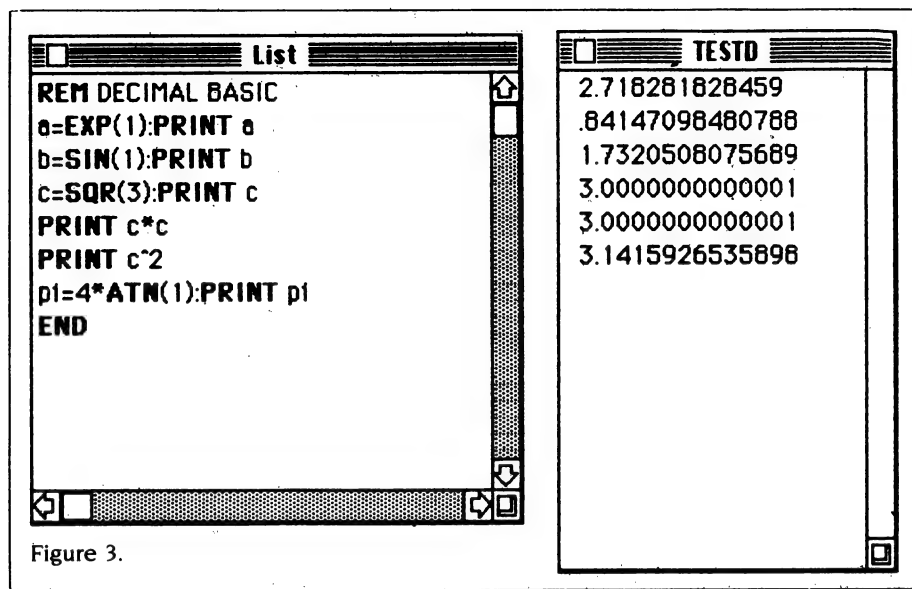 List
REM DECIMAL BASIC
a=EXP(1):PRINT a
b=SIN(1):PRINT b
c=SQR(3):PRINT c
PRINT c*c
PRINT c^2
pi=4*ATN(1):PRINT pi
END
TESTD
2.718281828459
.84147098480788
1.7320508075689
3.0000000000001
3.0000000000001
3.1415926535898
Figure 3.